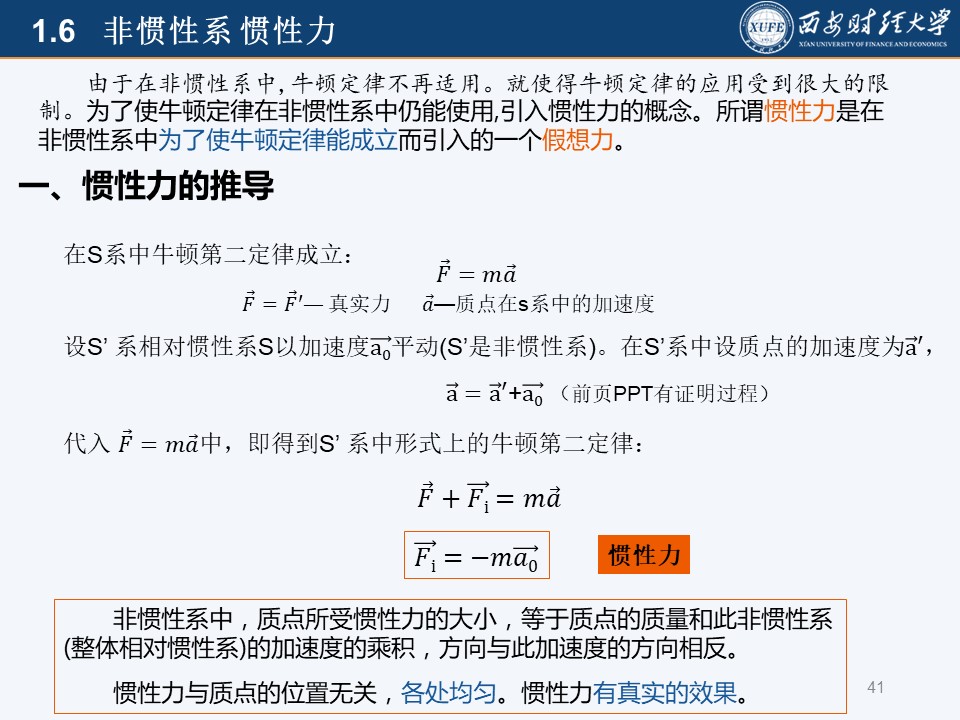 1.6 非惯性系 惯性力
XUFE
西安财经大学
XI'AN UNIVERSITY OF FINANCE AND ECONOMICS
由于在非惯性系中,牛顿定律不再适用。就使得牛顿定律的应用受到很大的限
制。为了使牛顿定律在非惯性系中仍能使用,引入惯性力的概念。所谓惯性力是在
非惯性系中为了使牛顿定律能成立而引入的一个假想力。
一、惯性力的推导
在S系中牛顿第二定律成立：
$\vec{F} = m\vec{a}$
$\vec{F} = \vec{F}'$— 真实力 $\vec{a}$—质点在s系中的加速度
设S’ 系相对惯性系S以加速度$\vec{a_0}$平动(S’是非惯性系)。在S’系中设质点的加速度为$\vec{a}'$，
$\vec{a} = \vec{a}'+\vec{a_0}$（前页PPT有证明过程）
代入 $\vec{F} = m\vec{a}$中，即得到S’ 系中形式上的牛顿第二定律：
$\vec{F} + \vec{F_i} = m\vec{a}$
$\vec{F_i} = -m\vec{a_0}$ 惯性力
非惯性系中，质点所受惯性力的大小，等于质点的质量和此非惯性系
(整体相对惯性系)的加速度的乘积，方向与此加速度的方向相反。
惯性力与质点的位置无关，各处均匀。惯性力有真实的效果。
41